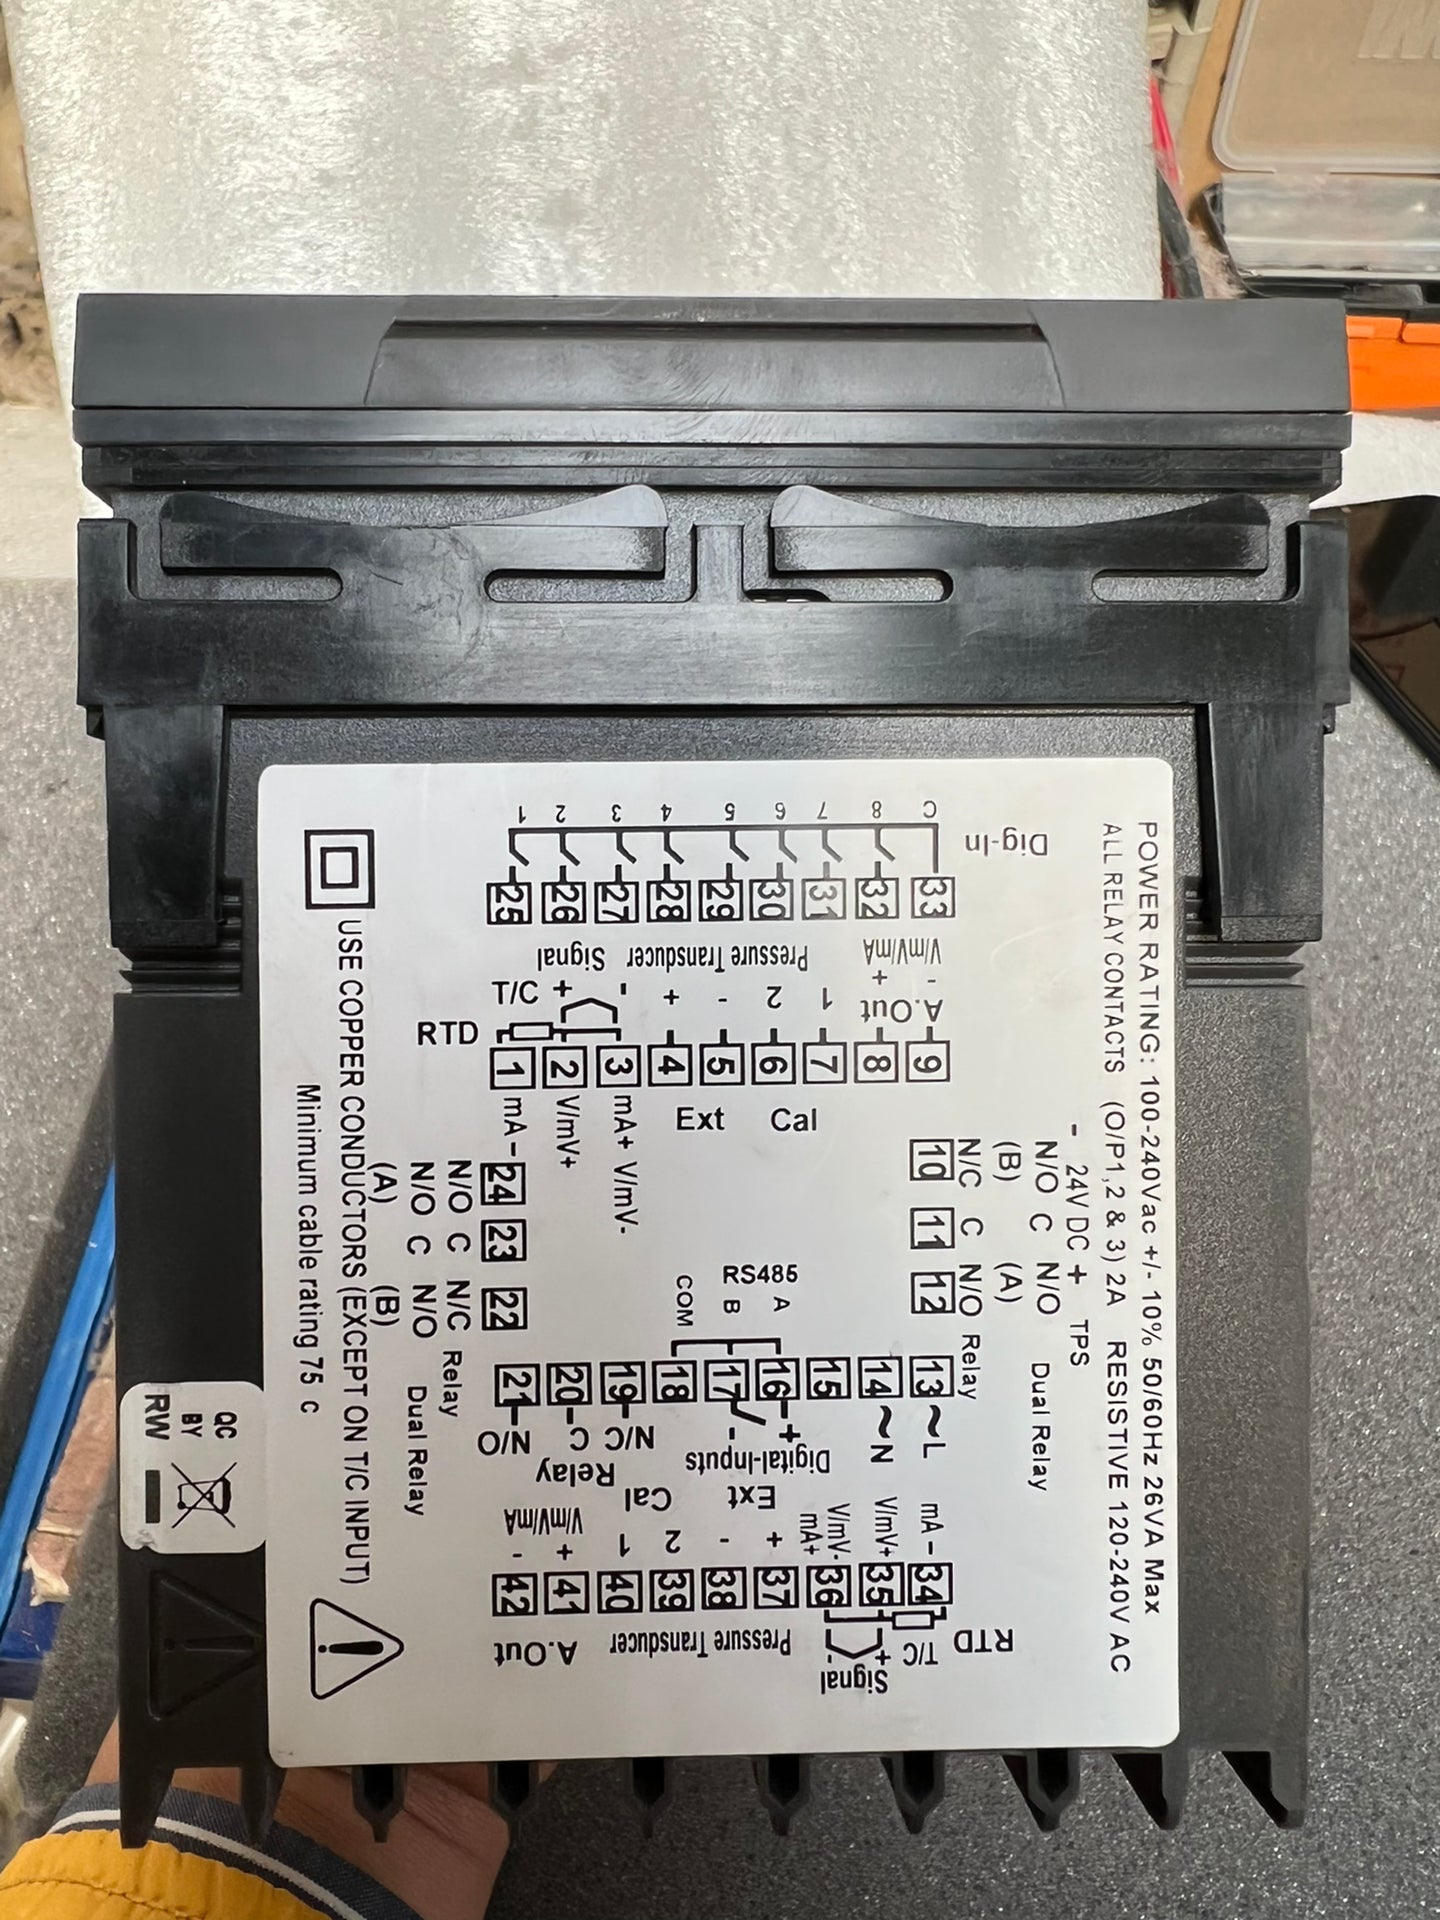 POWER RATING: 100-240Vac +/- 10% 50/60Hz 26VA Max
ALL RELAY CONTACTS (O/P1,2 & 3) 2A RESISTIVE 120-240V AC
- 24V DC + TPS
N/O C N/O Dual Relay
(B) (A)
N/C C N/O Relay
10 11 12
Dig-In
1 2 3 4 5 6 7 8 C
25 26 27 28 29 30 31 32 33
Signal Pressure Transducer V/mV/mA
T/C + - + - 2 1 + -
A.Out
RTD
1 2 3 4 5 6 7 8 9
mA - V/mV+ mA+ V/mV- Ext Cal
24 23 22
N/O C N/C Relay
N/O C N/O Dual Relay
(A) (B)
RS485
COM B A
21 20 19 18 17 16 15 14 13
N/O C N/C - + ~N ~L
Relay Digital-Inputs
Cal Ext
V/mV/mA
- + 1 2 - + mA+ V/mV- V/mV+ mA -
42 41 40 39 38 37 36 35 34
A.Out Pressure Transducer - + T/C RTD
Signal
USE COPPER CONDUCTORS (EXCEPT ON T/C INPUT)
Minimum cable rating 75 c
!
QC
BY
RW